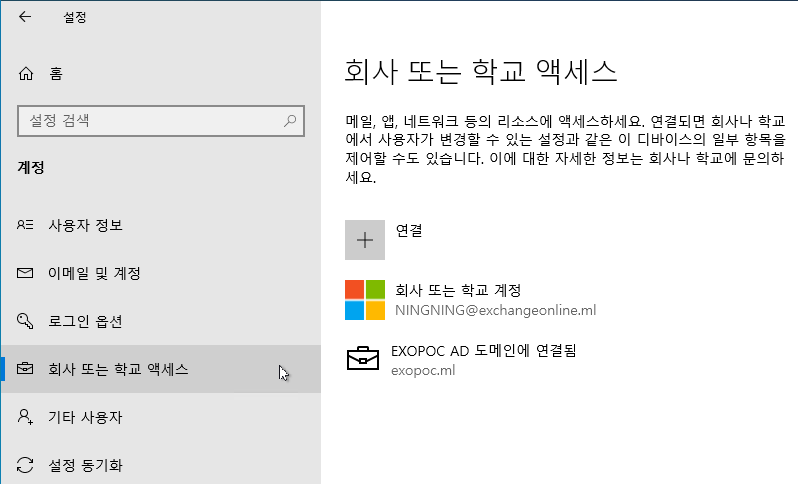 설정
홈
설정 검색
계정
사용자 정보
이메일 및 계정
로그인 옵션
회사 또는 학교 액세스
기타 사용자
설정 동기화
회사 또는 학교 액세스
메일, 앱, 네트워크 등의 리소스에 액세스하세요. 연결되면 회사나 학교
에서 사용자가 변경할 수 있는 설정과 같은 이 디바이스의 일부 항목을
제어할 수도 있습니다. 이에 대한 자세한 정보는 회사나 학교에 문의하
세요.
연결
회사 또는 학교 계정
NINGNING@exchangeonline.ml
EXOPOC AD 도메인에 연결됨
exopoc.ml